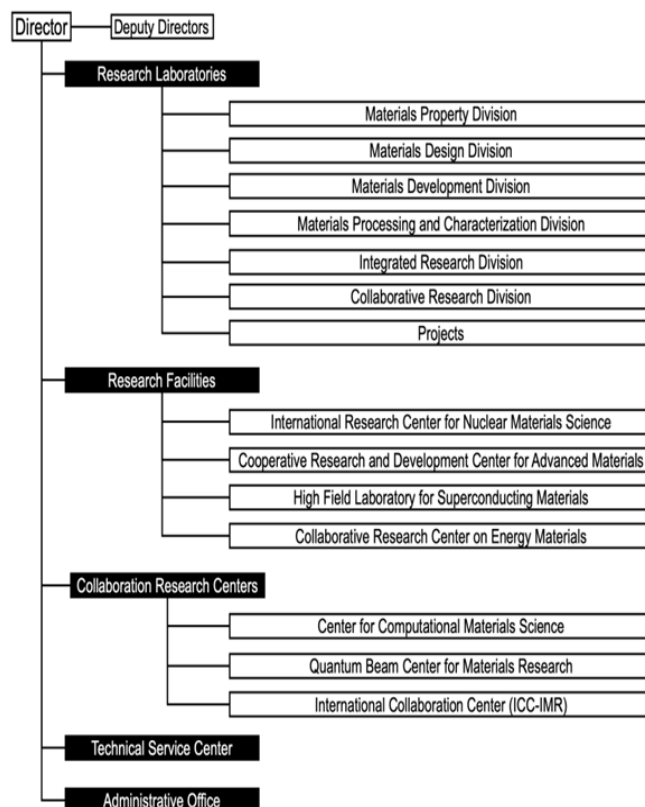 Director
Deputy Directors
Research Laboratories
Materials Property Division
Materials Design Division
Materials Development Division
Materials Processing and Characterization Division
Integrated Research Division
Collaborative Research Division
Projects
Research Facilities
International Research Center for Nuclear Materials Science
Cooperative Research and Development Center for Advanced Materials
High Field Laboratory for Superconducting Materials
Collaborative Research Center on Energy Materials
Collaboration Research Centers
Center for Computational Materials Science
Quantum Beam Center for Materials Research
International Collaboration Center (ICC-IMR)
Technical Service Center
Administrative Office